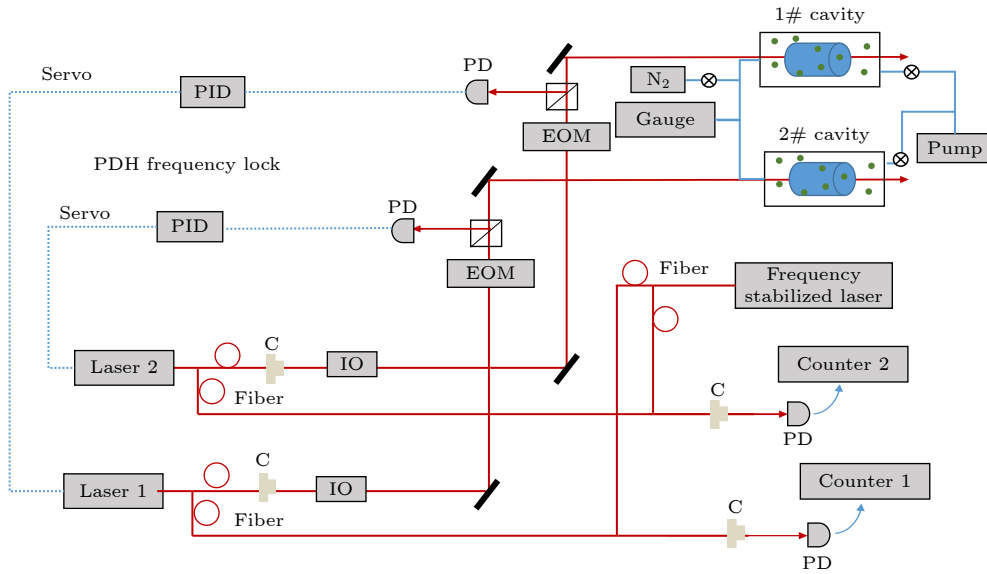 1# cavity
Servo
PD
PID
N2
Gauge
EOM
2# cavity
Pump
PDH frequency lock
Servo
PD
PID
EOM
Fiber
Frequency
stabilized laser
C
Laser 2
IO
Fiber
Counter 2
C
PD
C
Laser 1
IO
Fiber
Counter 1
C
PD